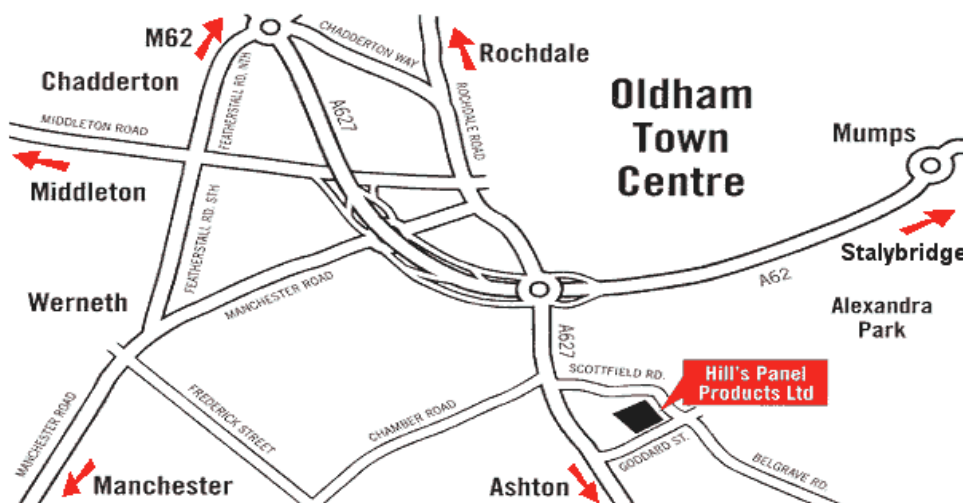 M62
CHADDERTON WAY
Rochdale
Chadderton
FEATHERSTALL RD. NZH
A627
ROCHDALE ROAD
Oldham
Town
Centre
MIDDLETON ROAD
Mumps
Middleton
FEATHERSTALL RD. STH
Stalybridge
A62
Werneth
MANCHESTER ROAD
Alexandra
Park
A627
SCOTTFIELD RD.
Hill's Panel
Products Ltd
FREDERICK STREET
CHAMBER ROAD
MANCHESTER ROAD
GODDARD ST.
BELGRAVE RD.
Manchester
Ashton